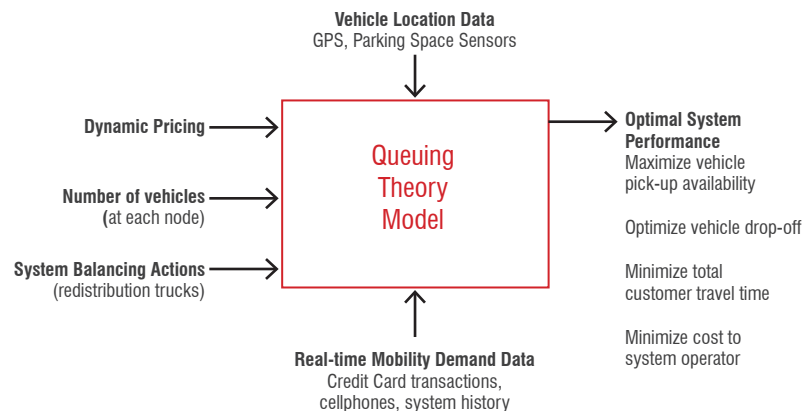 Vehicle Location Data
GPS, Parking Space Sensors
Dynamic Pricing
Number of vehicles
(at each node)
System Balancing Actions
(redistribution trucks)
Queuing
Theory
Model
Optimal System
Performance
Maximize vehicle
pick-up availability
Optimize vehicle drop-off
Minimize total
customer travel time
Minimize cost to
system operator
Real-time Mobility Demand Data
Credit Card transactions,
cellphones, system history